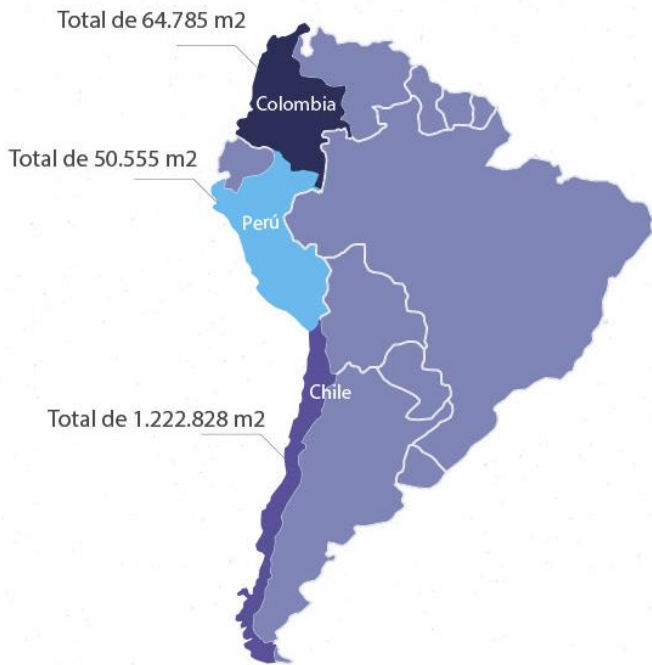 Total de 64.785 m2
Colombia
Total de 50.555 m2
Perú
Chile
Total de 1.222.828 m2